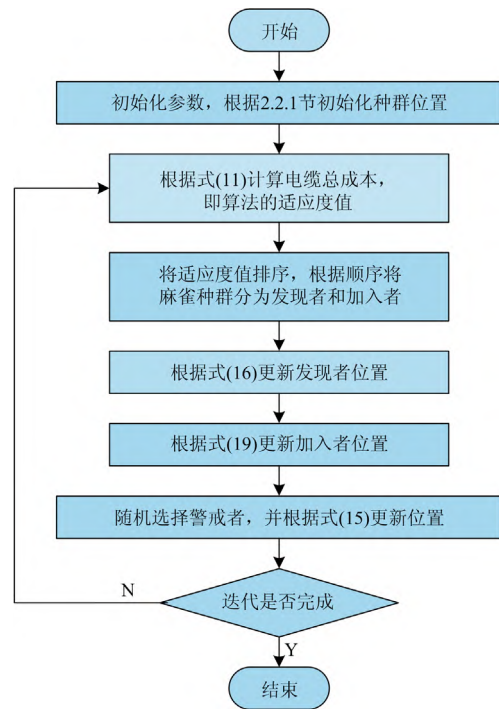 开始
初始化参数，根据2.2.1节初始化种群位置
根据式(11)计算电缆总成本，
即算法的适应度值
将适应度值排序，根据顺序将
麻雀种群分为发现者和加入者
根据式(16)更新发现者位置
根据式(19)更新加入者位置
随机选择警戒者，并根据式(15)更新位置
N
迭代是否完成
Y
结束